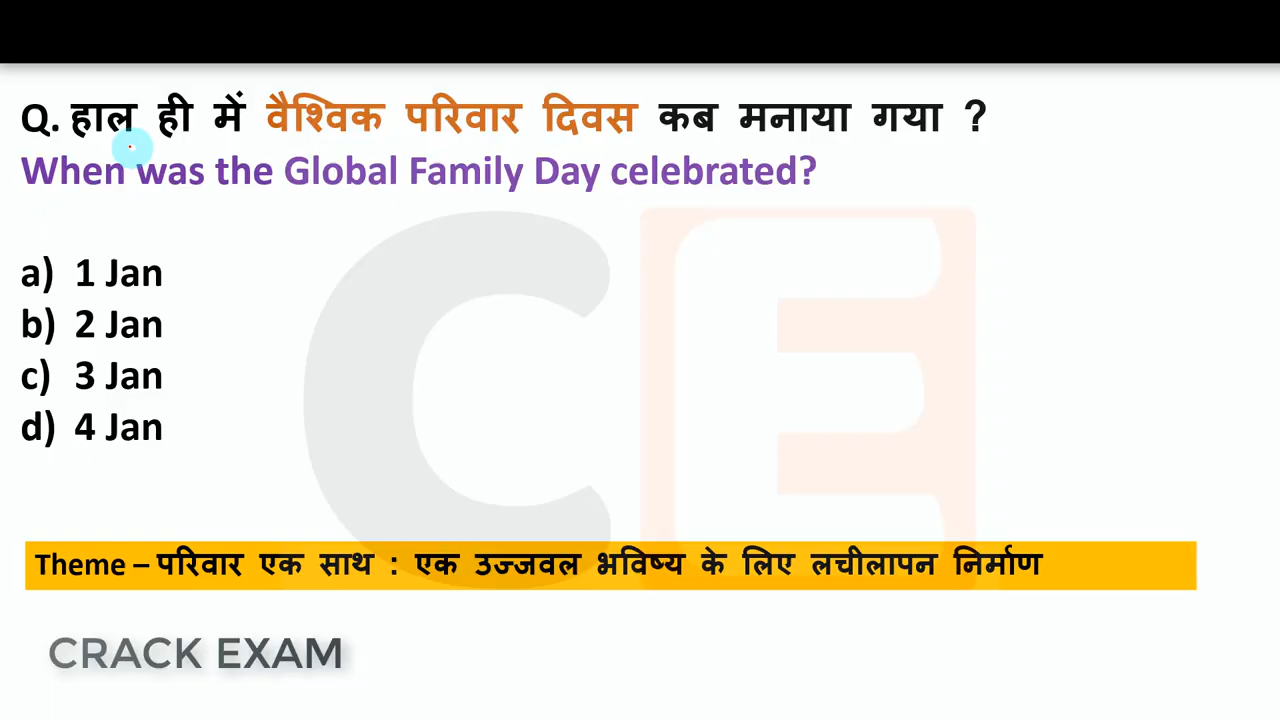 Q. हाल ही में वैश्विक परिवार दिवस कब मनाया गया ?
When was the Global Family Day celebrated?
a) 1 Jan
b) 2 Jan
c) 3 Jan
d) 4 Jan
CE
Theme – परिवार एक साथ : एक उज्जवल भविष्य के लिए लचीलापन निर्माण
CRACK EXAM